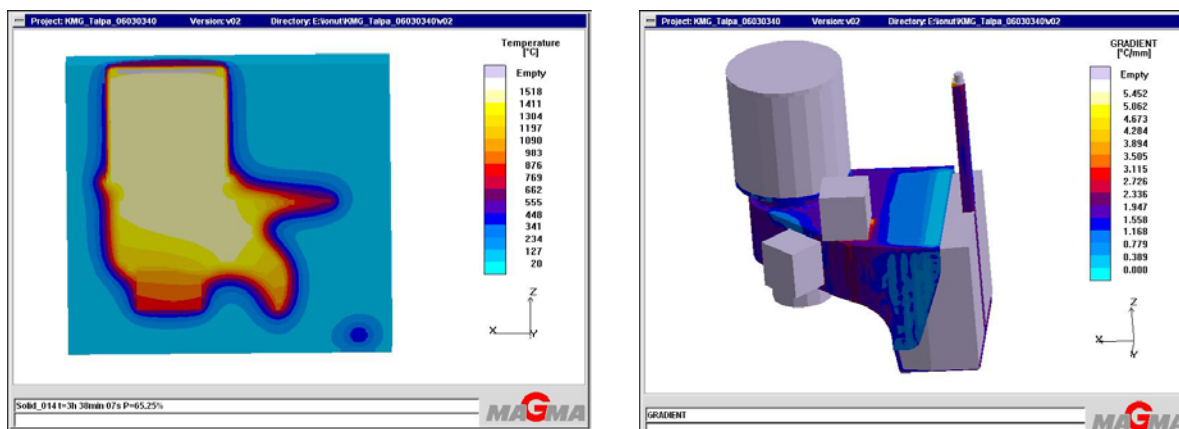 Project: KMG_Talpa_06030340 Version: v02 Directory: E:\ionut\KMG_Talpa_06030340\v02
Temperature
[°C]
Empty
1518
1411
1304
1197
1090
983
876
769
662
555
448
341
234
127
20
Z
X
Y
Solid_014 t=3h 38min 07s P=65.25%
MAGMA
Project: KMG_Talpa_06030340 Version: v02 Directory: E:\ionut\KMG_Talpa_06030340\v02
GRADIENT
[°C/mm]
Empty
5.452
5.062
4.673
4.284
3.894
3.505
3.115
2.726
2.336
1.947
1.558
1.168
0.779
0.389
0.000
Z
X
Y
GRADIENT
MAGMA